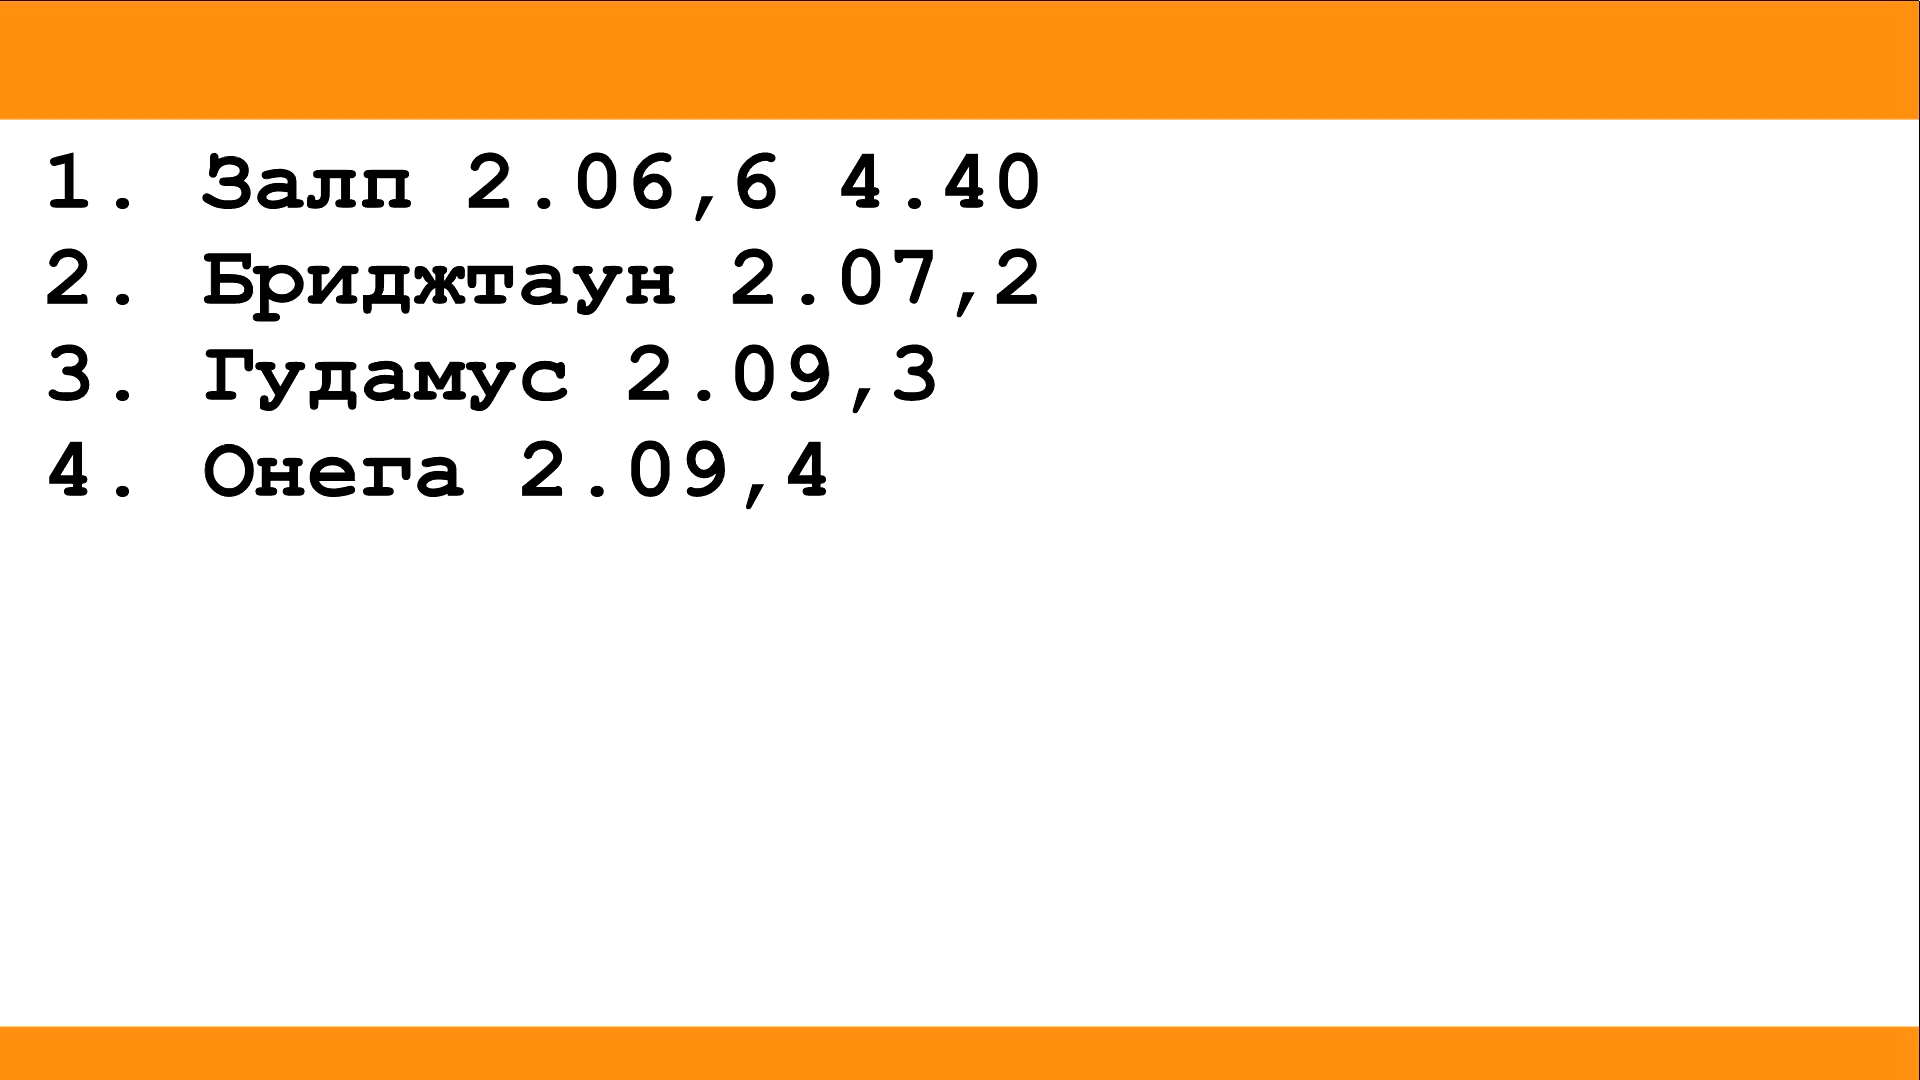 1. Залп 2.06,6 4.40
2. Бриджтаун 2.07,2
3. Гудамус 2.09,3
4. Онега 2.09,4